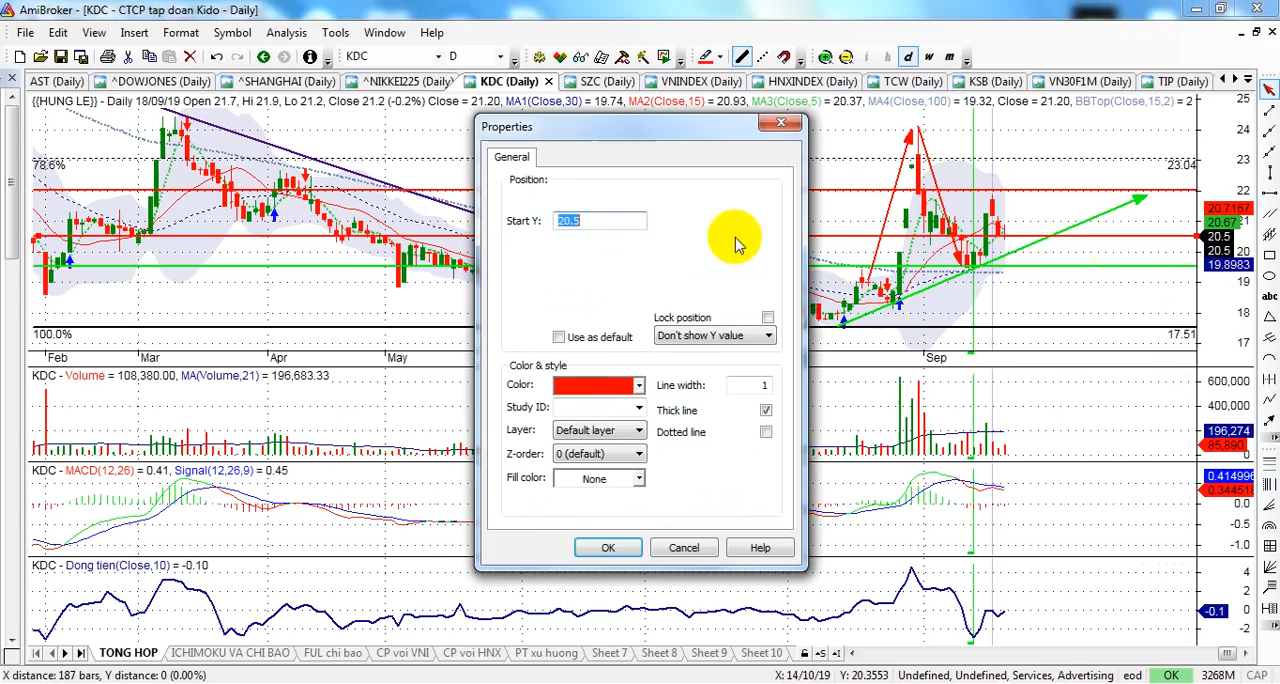 AmiBroker - [KDC - CTCP tap doan Kido - Daily]
File Edit View Insert Format Symbol Analysis Tools Window Help
KDC D i h d w m
AST (Daily) ^DOWJONES (Daily) ^SHANGHAI (Daily) ^NIKKEI225 (Daily) KDC (Daily) SZC (Daily) VNINDEX (Daily) HNXINDEX (Daily) TCW (Daily) KSB (Daily) VN30F1M (Daily) TIP (Daily)
{{HUNG LE}} - Daily 18/09/19 Open 21.7, Hi 21.9, Lo 21.2, Close 21.2 (-0.2%) Close = 21.20, MA1(Close,30) = 19.74, MA2(Close,15) = 20.93, MA3(Close,5) = 20.37, MA4(Close,100) = 19.32, Close = 21.20, BBTop(Close,15,2) = 2
25
24
78.6%
23.04
23
22
20.7167
20.67
21
20.5
20.5
20
19.8983
19
18
100.0%
17.51
17
Feb Mar Apr May Sep
Properties
General
Position:
Start Y: 20.5
Lock position
Use as default
Don't show Y value
Color & style
Color:
Line width: 1
Study ID:
Thick line
Layer: Default layer
Dotted line
Z-order: 0 (default)
Fill color: None
OK Cancel Help
KDC - Volume = 108,380.00, MA(Volume,21) = 196,683.33
600,000
400,000
196,274
85,890
KDC - MACD(12,26) = 0.41, Signal(12,26,9) = 0.45
0.414996
0.344451
0.0
-0.5
-1.0
KDC - Dong tien(Close,10) = -0.10
4
2
0
-0.1
-2
TONG HOP ICHIMOKU VA CHI BAO FUL chi bao CP voi VNI CP voi HNX PT xu huong Sheet 7 Sheet 8 Sheet 9 Sheet 10
X distance: 187 bars, Y distance: 0 (0.00%) X: 14/10/19 Y: 20.3553 Undefined, Undefined, Services, Advertising eod OK 3268M CAP
abc